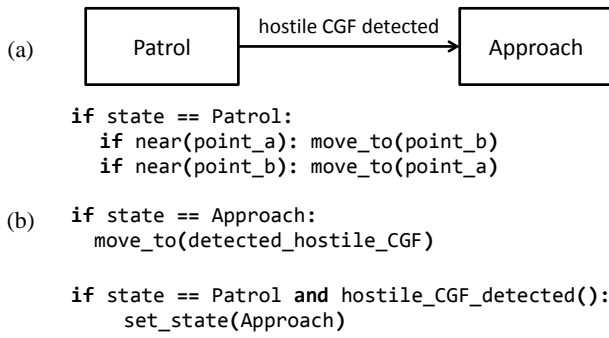 hostile CGF detected
(a) Patrol Approach
if state == Patrol:
if near(point_a): move_to(point_b)
if near(point_b): move_to(point_a)
(b) if state == Approach:
move_to(detected_hostile_CGF)
if state == Patrol and hostile_CGF_detected():
set_state(Approach)